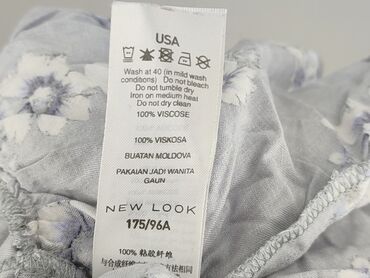 USA
Wash at 40 (in mild wash
conditions) Do not bleach
Do not tumble dry
Iron on medium heat
Do not dry clean
100% VISCOSE
100% VISKOSA
BUATAN MOLDOVA
PAKAIAN JADI WANITA
GAUN
NEW LOOK
175/96A
100% 粘胶纤维